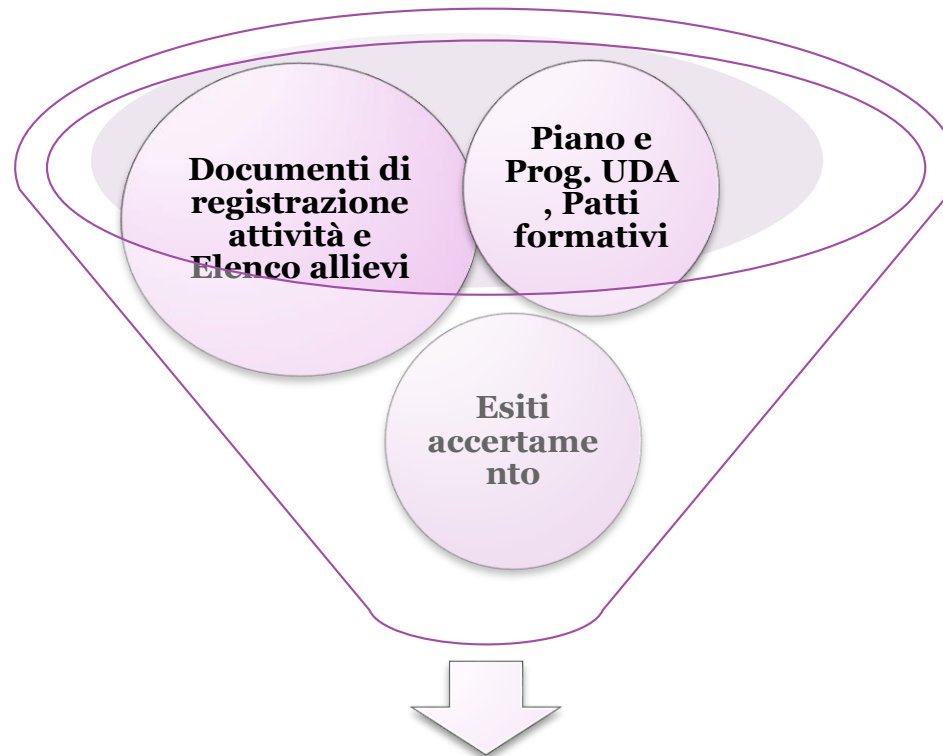 Documenti di
registrazione
attività e
Elenco allievi
Piano e
Prog. UDA
, Patti
formativi
Esiti
accertame
nto